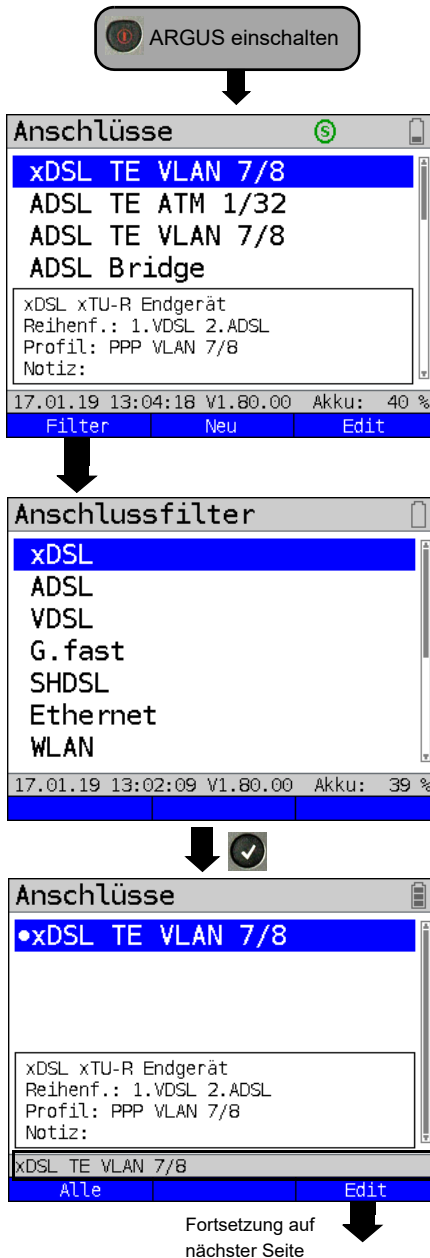 ARGUS einschalten
Anschlüsse S
xDSL TE VLAN 7/8
ADSL TE ATM 1/32
ADSL TE VLAN 7/8
ADSL Bridge
xDSL xTU-R Endgerät
Reihenf.: 1.VDSL 2.ADSL
Profil: PPP VLAN 7/8
Notiz:
17.01.19 13:04:18 V1.80.00 Akku: 40 %
Filter Neu Edit
Anschlussfilter
xDSL
ADSL
VDSL
G.fast
SHDSL
Ethernet
WLAN
17.01.19 13:02:09 V1.80.00 Akku: 39 %
Anschlüsse
•xDSL TE VLAN 7/8
xDSL xTU-R Endgerät
Reihenf.: 1.VDSL 2.ADSL
Profil: PPP VLAN 7/8
Notiz:
xDSL TE VLAN 7/8
Alle Edit
Fortsetzung auf
nächster Seite